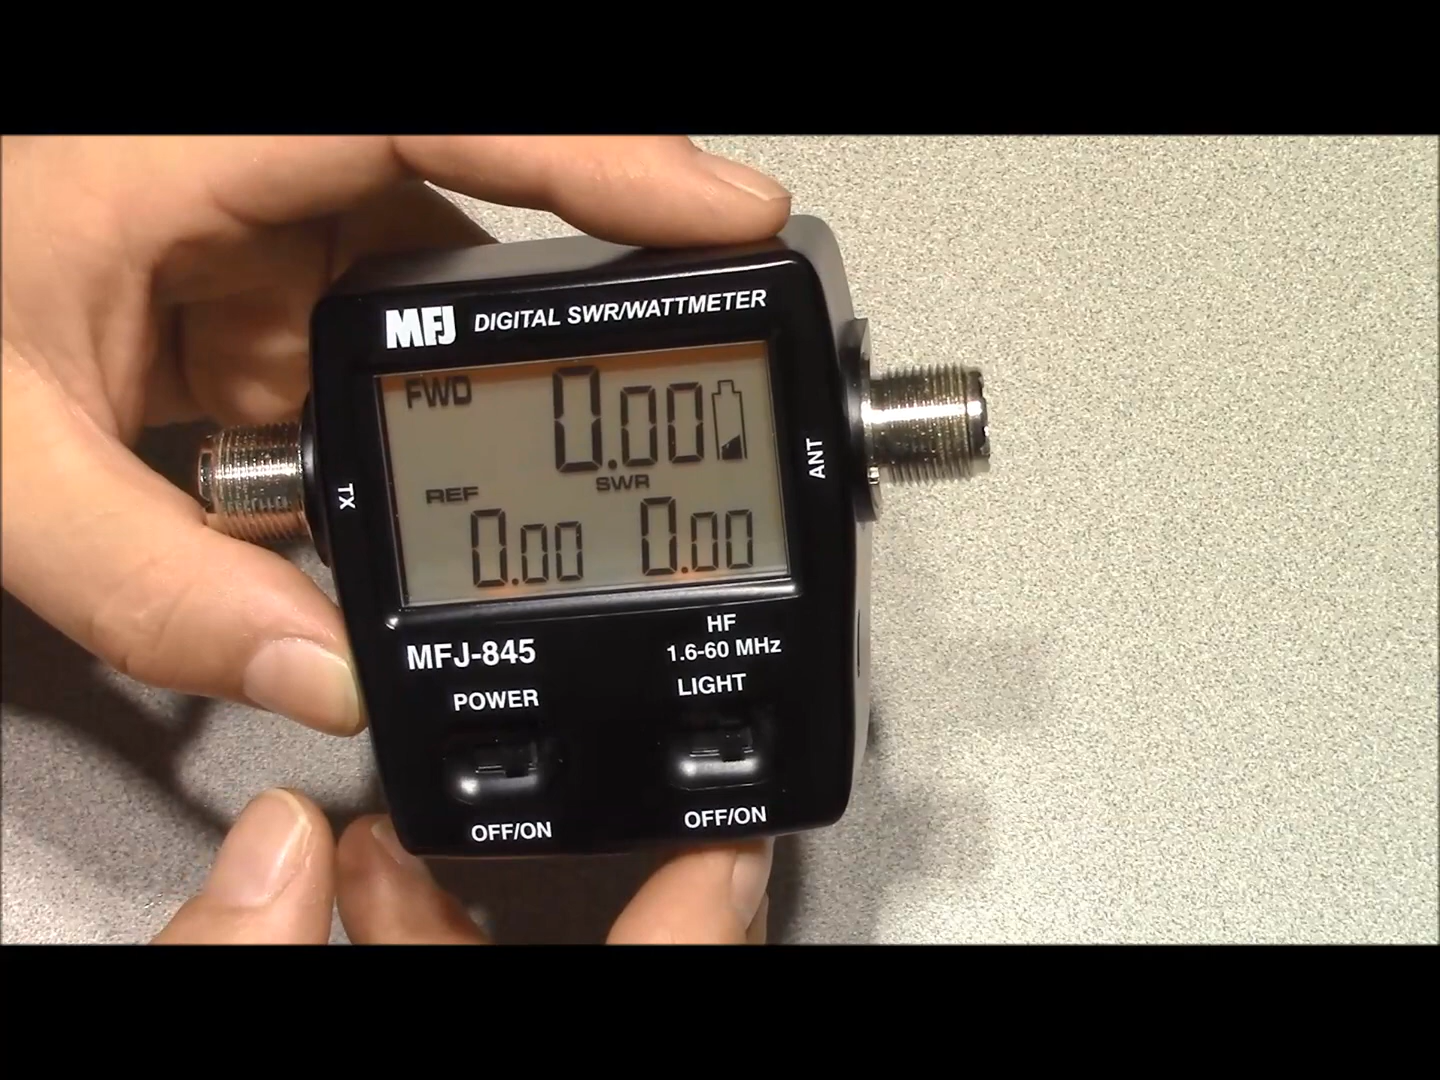 MFJ DIGITAL SWR/WATTMETER
FWD 0.00
REF SWR
0.00 0.00
TX
ANT
MFJ-845
HF
1.6-60 MHz
POWER
LIGHT
OFF/ON
OFF/ON